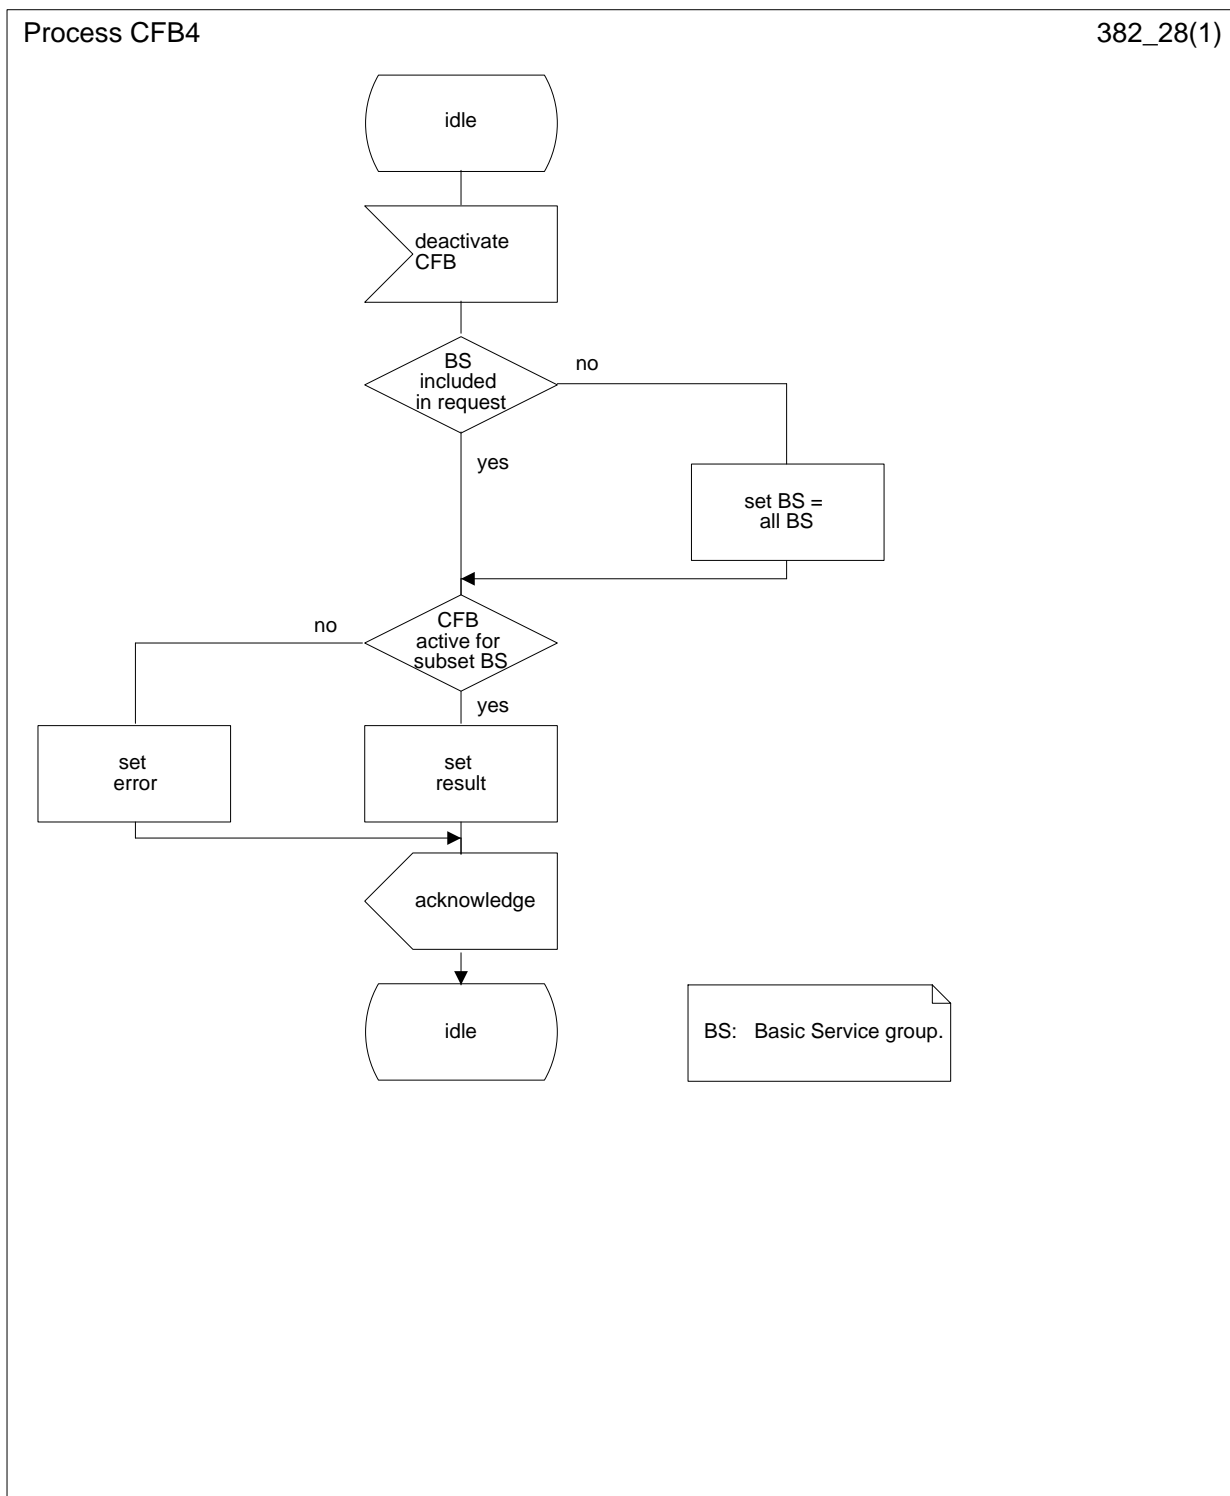 Process CFB4
382_28(1)
idle
deactivate
CFB
BS
included
in request
no
yes
set BS =
all BS
CFB
active for
subset BS
no
yes
set
error
set
result
acknowledge
idle
BS: Basic Service group.